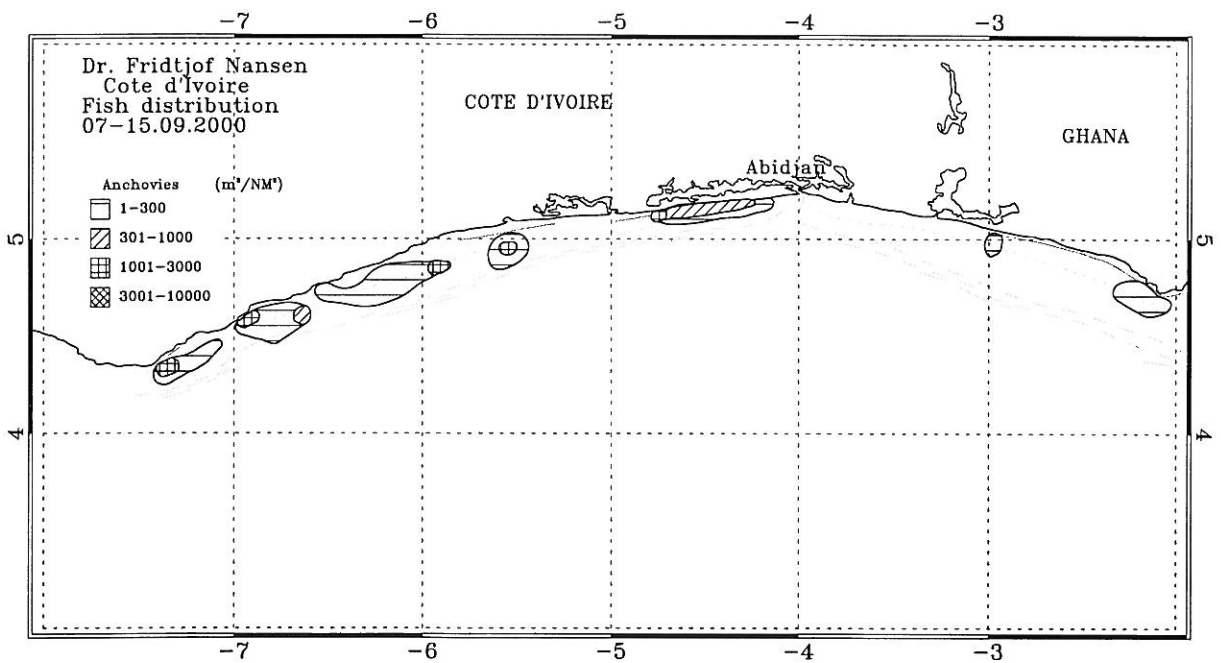 -7 -6 -5 -4 -3
Dr. Fridtjof Nansen
Cote d'Ivoire
Fish distribution
07-15.09.2000
COTE D'IVOIRE
GHANA
Abidjan
Anchovies (m²/NM²)
1-300
301-1000
1001-3000
3001-10000
5 5
4 4
-7 -6 -5 -4 -3